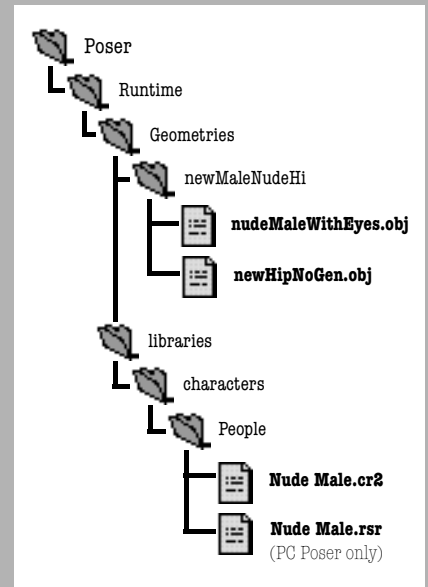 Poser
Runtime
Geometries
newMaleNudeHi
nudeMaleWithEyes.obj
newHipNoGen.obj
libraries
characters
People
Nude Male.cr2
Nude Male.rsr
(PC Poser only)